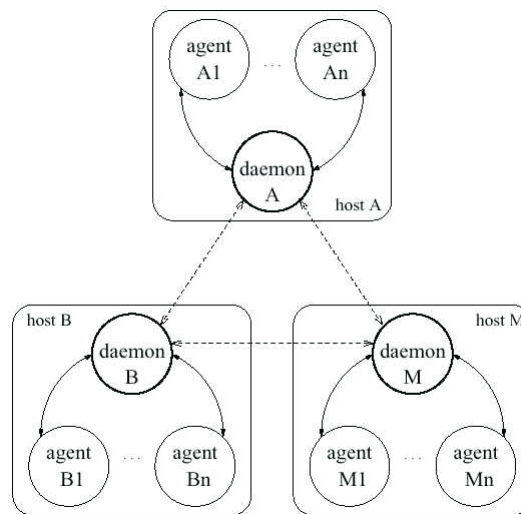 agent
A1
...
agent
An
daemon
A
host A
host B
daemon
B
agent
B1
...
agent
Bn
host M
daemon
M
agent
M1
...
agent
Mn